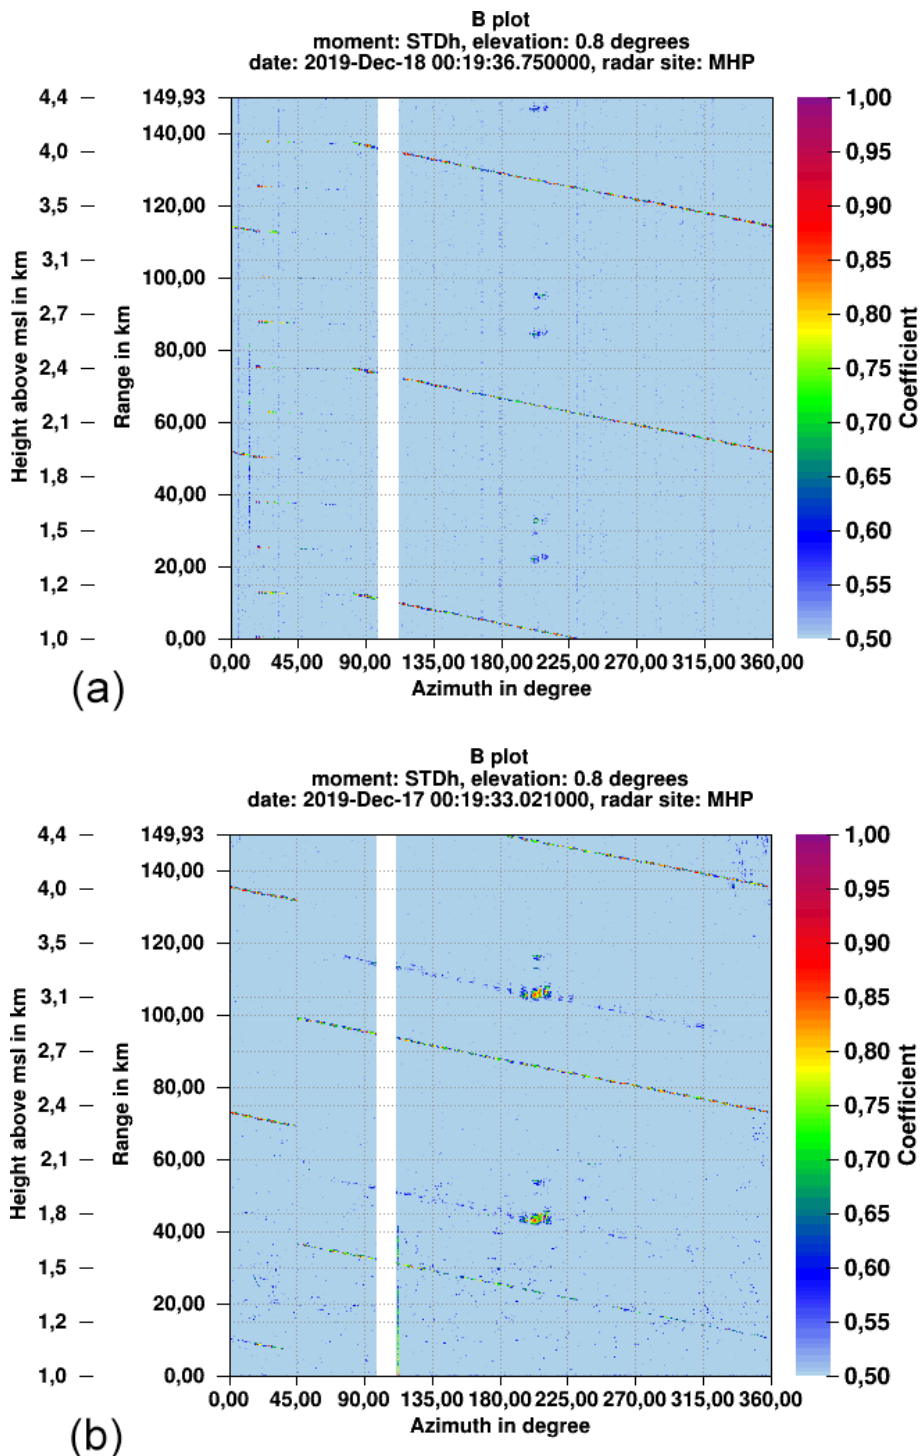 B plot
moment: STDh, elevation: 0.8 degrees
date: 2019-Dec-18 00:19:36.750000, radar site: MHP
4,4 — 149,93 1,00
140,00
4,0 — 0,95
3,5 — 120,00 0,90
3,1 — 0,85
100,00
2,7 — 0,80
80,00
2,4 — 0,75
2,1 — 60,00 0,70
1,8 — 0,65
40,00
1,5 — 0,60
20,00
1,2 — 0,55
1,0 — 0,00 0,50
Height above msl in km
Range in km
Coefficient
0,00 45,00 90,00 135,00 180,00 225,00 270,00 315,00 360,00
Azimuth in degree
(a)
B plot
moment: STDh, elevation: 0.8 degrees
date: 2019-Dec-17 00:19:33.021000, radar site: MHP
4,4 — 149,93 1,00
140,00
4,0 — 0,95
3,5 — 120,00 0,90
3,1 — 0,85
100,00
2,7 — 0,80
80,00
2,4 — 0,75
2,1 — 60,00 0,70
1,8 — 0,65
40,00
1,5 — 0,60
20,00
1,2 — 0,55
1,0 — 0,00 0,50
Height above msl in km
Range in km
Coefficient
0,00 45,00 90,00 135,00 180,00 225,00 270,00 315,00 360,00
Azimuth in degree
(b)